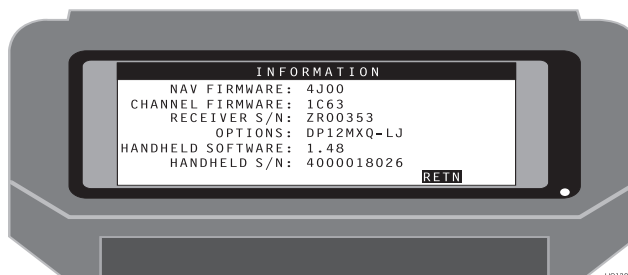 INFORMATION
NAV FIRMWARE: 4J00
CHANNEL FIRMWARE: 1C63
RECEIVER S/N: ZR00353
OPTIONS: DP12MXQ-LJ
HANDHELD SOFTWARE: 1.48
HANDHELD S/N: 4000018026
RETN